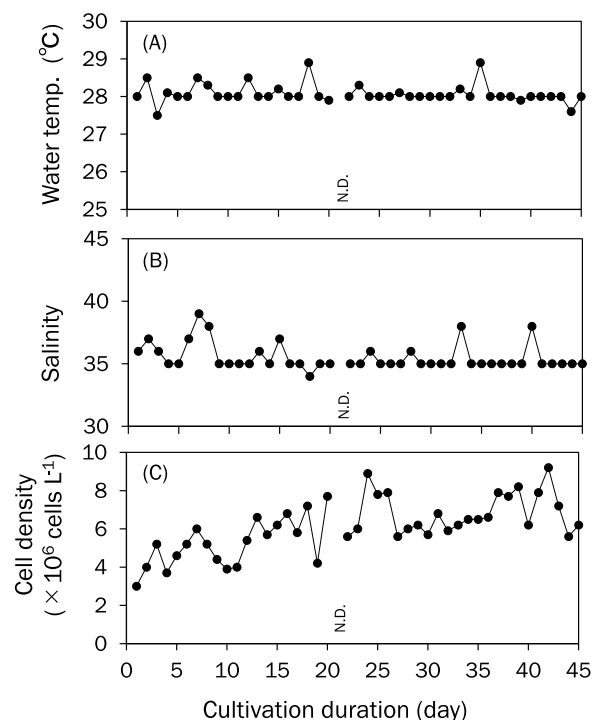 Water temp. (℃)
30
28
27
26
25
(A)
N.D.
Salinity
45
40
35
30
(B)
N.D.
Cell density
(×10⁶ cells L⁻¹)
10
8
6
4
2
0
(C)
N.D.
0 5 10 15 20 25 30 35 40 45
Cultivation duration (day)